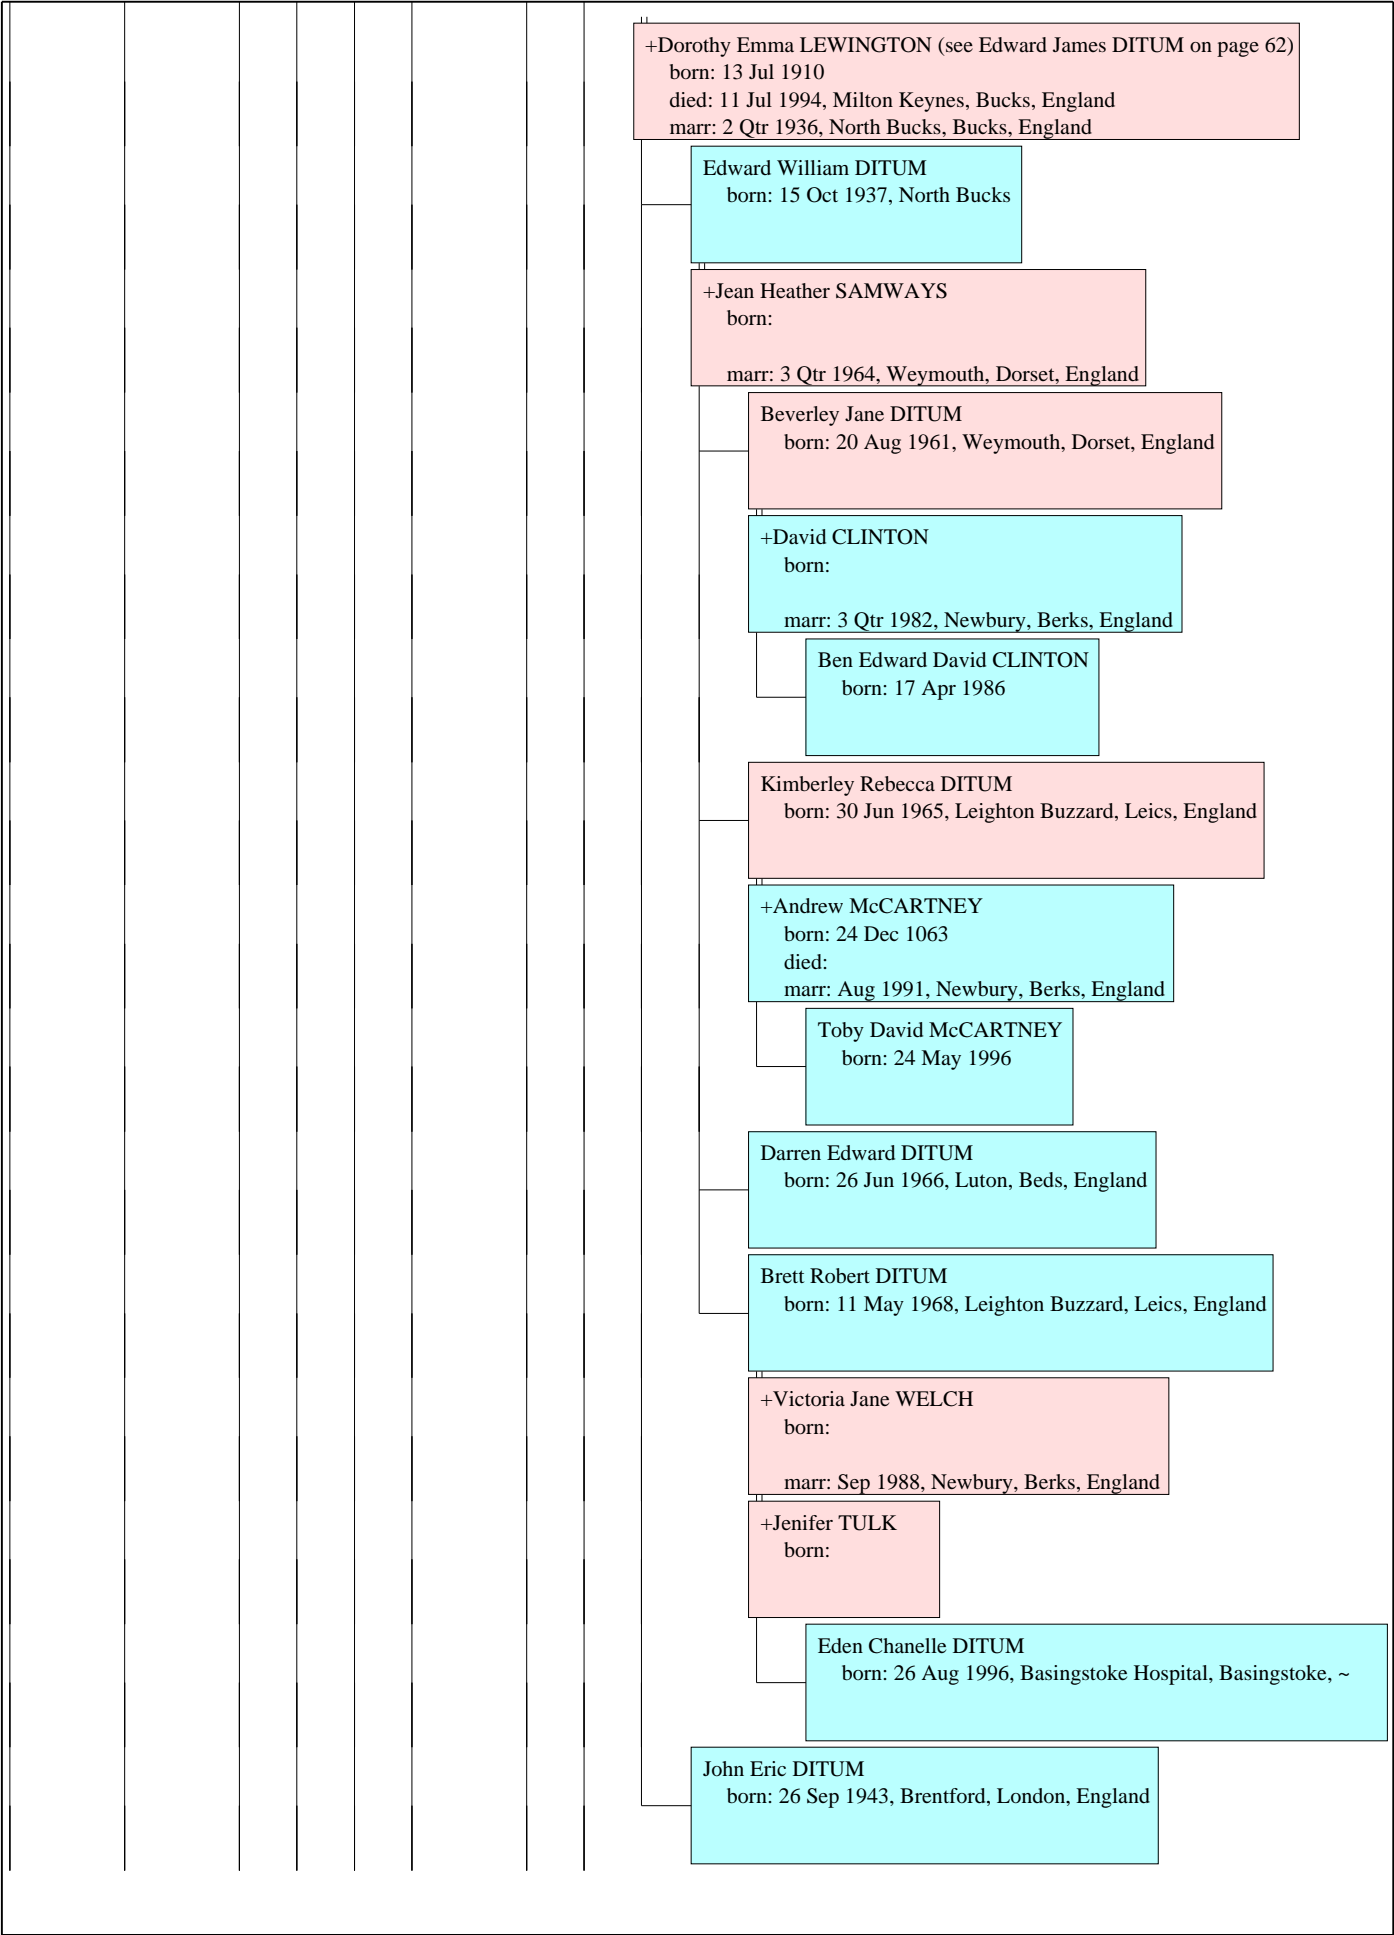 +Dorothy Emma LEWINGTON (see Edward James DITUM on page 62)
born: 13 Jul 1910
died: 11 Jul 1994, Milton Keynes, Bucks, England
marr: 2 Qtr 1936, North Bucks, Bucks, England
Edward William DITUM
born: 15 Oct 1937, North Bucks
+Jean Heather SAMWAYS
born:
marr: 3 Qtr 1964, Weymouth, Dorset, England
Beverley Jane DITUM
born: 20 Aug 1961, Weymouth, Dorset, England
+David CLINTON
born:
marr: 3 Qtr 1982, Newbury, Berks, England
Ben Edward David CLINTON
born: 17 Apr 1986
Kimberley Rebecca DITUM
born: 30 Jun 1965, Leighton Buzzard, Leics, England
+Andrew McCARTNEY
born: 24 Dec 1063
died:
marr: Aug 1991, Newbury, Berks, England
Toby David McCARTNEY
born: 24 May 1996
Darren Edward DITUM
born: 26 Jun 1966, Luton, Beds, England
Brett Robert DITUM
born: 11 May 1968, Leighton Buzzard, Leics, England
+Victoria Jane WELCH
born:
marr: Sep 1988, Newbury, Berks, England
+Jenifer TULK
born:
Eden Chanelle DITUM
born: 26 Aug 1996, Basingstoke Hospital, Basingstoke, ~
John Eric DITUM
born: 26 Sep 1943, Brentford, London, England